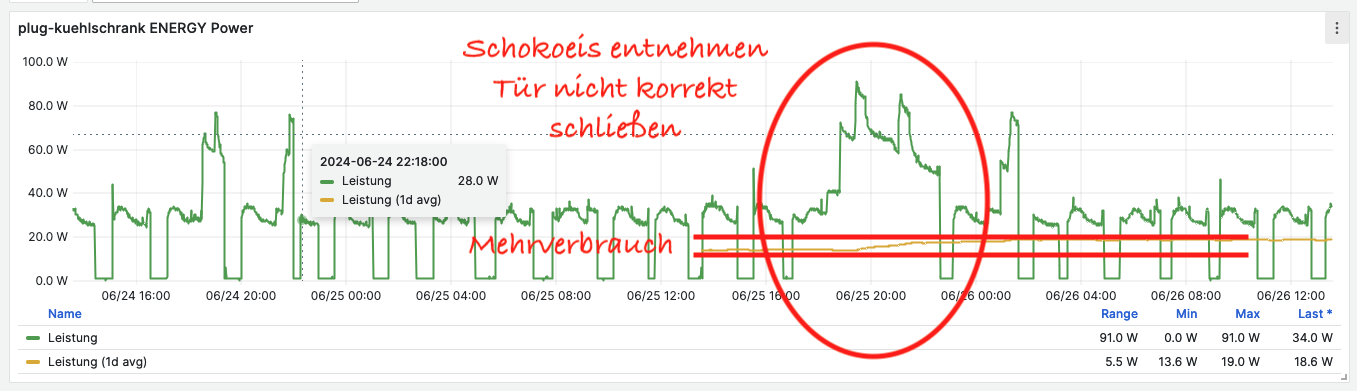 plug-kuehlschrank ENERGY Power
Schokoeis entnehmen
Tür nicht korrekt
schließen
100.0 W
80.0 W
60.0 W
40.0 W
20.0 W
0.0 W
2024-06-24 22:18:00
Leistung 28.0 W
Leistung (1d avg)
Mehrverbrauch
06/24 16:00 06/24 20:00 06/25 00:00 06/25 04:00 06/25 08:00 06/25 12:00 06/25 16:00 06/25 20:00 06/26 00:00 06/26 04:00 06/26 08:00 06/26 12:00
Name Range Min Max Last *
Leistung 91.0 W 0.0 W 91.0 W 34.0 W
Leistung (1d avg) 5.5 W 13.6 W 19.0 W 18.6 W